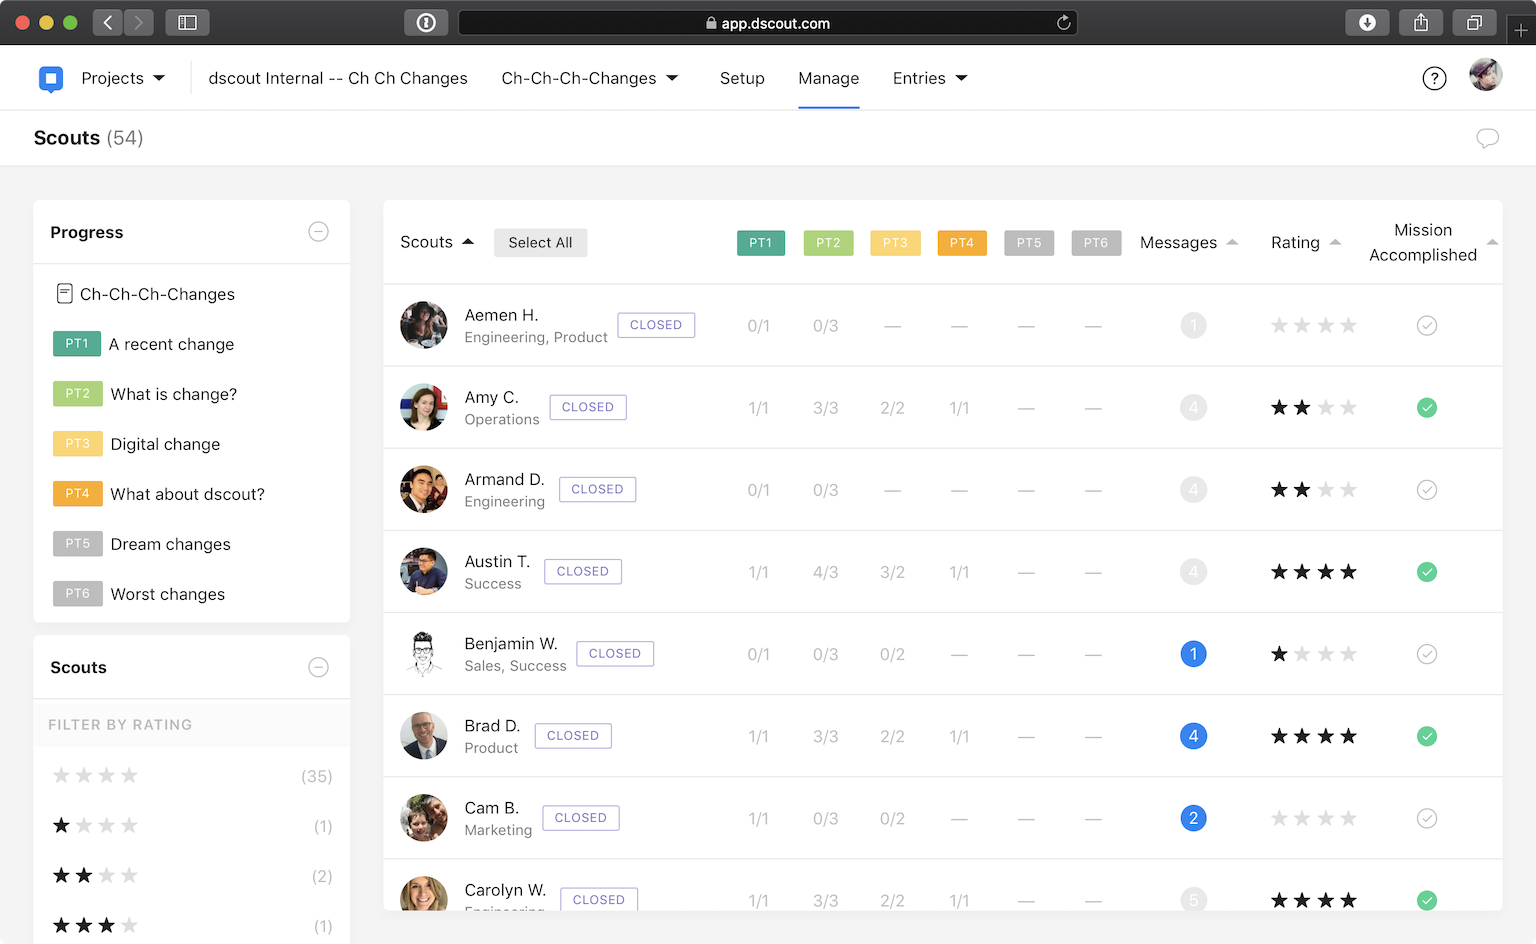 app.dscout.com
Projects
dscout Internal -- Ch Ch Changes
Ch-Ch-Ch-Changes
Setup
Manage
Entries
?
Scouts (54)
Progress
Ch-Ch-Ch-Changes
PT1 A recent change
PT2 What is change?
PT3 Digital change
PT4 What about dscout?
PT5 Dream changes
PT6 Worst changes
Scouts
FILTER BY RATING
(35)
(1)
(2)
(1)
Scouts Select All PT1 PT2 PT3 PT4 PT5 PT6 Messages Rating Mission
Accomplished
Aemen H.
Engineering, Product
CLOSED 0/1 0/3 — — — — 1
Amy C.
Operations
CLOSED 1/1 3/3 2/2 1/1 — — 4
Armand D.
Engineering
CLOSED 0/1 0/3 — — — — 4
Austin T.
Success
CLOSED 1/1 4/3 3/2 1/1 — — 4
Benjamin W.
Sales, Success
CLOSED 0/1 0/3 0/2 — — — 1
Brad D.
Product
CLOSED 1/1 3/3 2/2 1/1 — — 4
Cam B.
Marketing
CLOSED 1/1 0/3 0/2 — — — 2
Carolyn W.
Engineering
CLOSED 1/1 3/3 2/2 1/1 — — 5